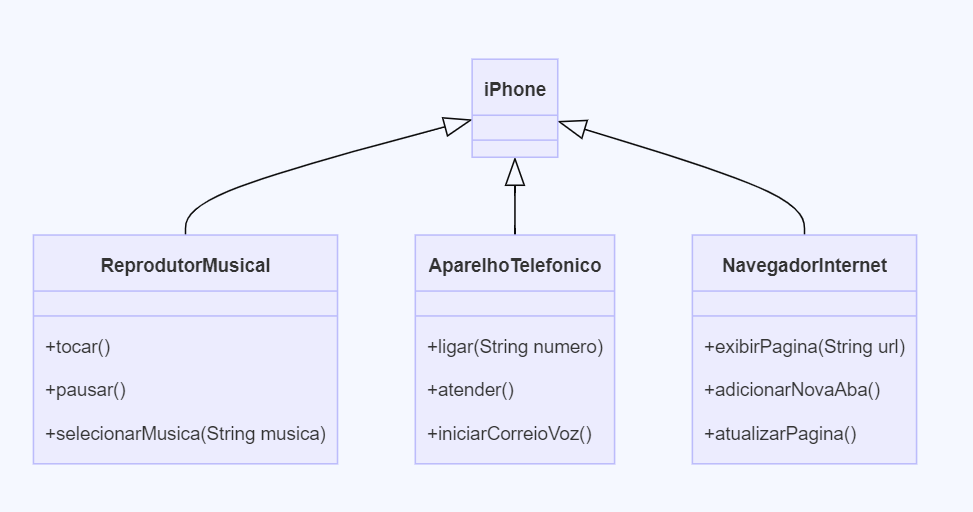 iPhone
ReprodutorMusical
+tocar()
+pausar()
+selecionarMusica(String musica)
AparelhoTelefonico
+ligar(String numero)
+atender()
+iniciarCorreioVoz()
NavegadorInternet
+exibirPagina(String url)
+adicionarNovaAba()
+atualizarPagina()